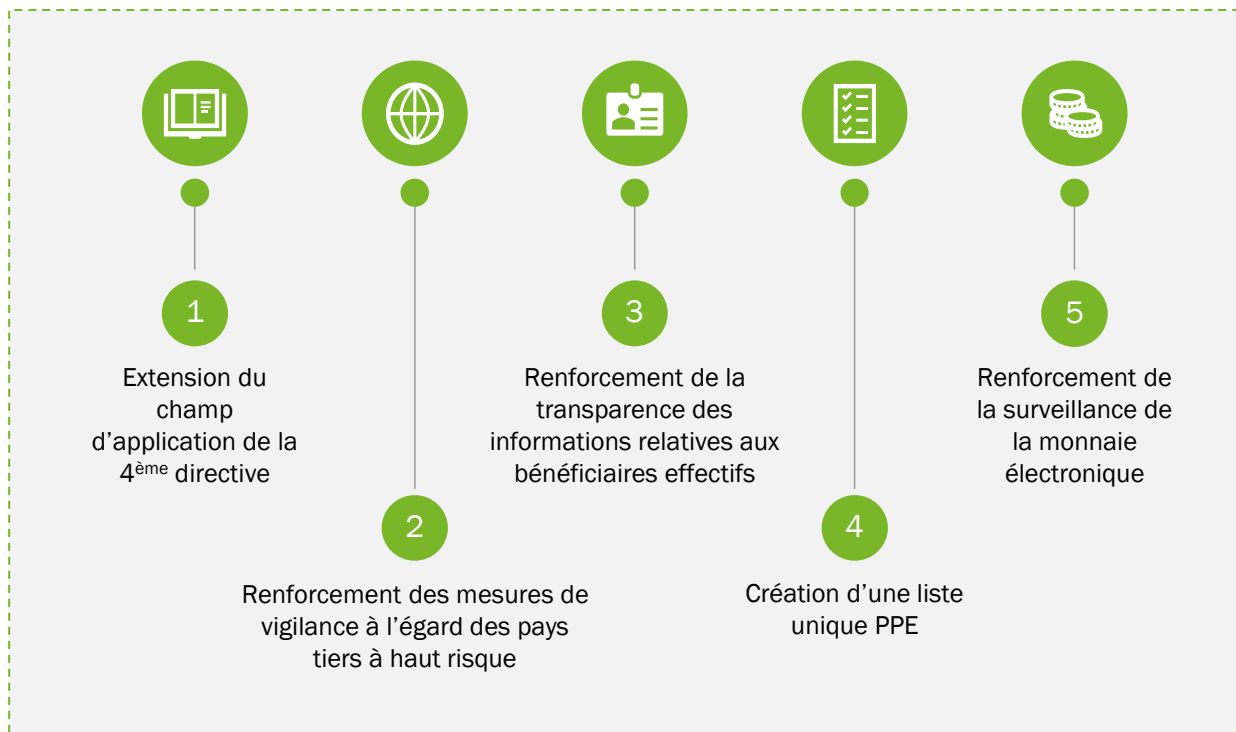 1
Extension du
champ
d’application de la
4ème directive
2
Renforcement des mesures de
vigilance à l’égard des pays
tiers à haut risque
3
Renforcement de la
transparence des
informations relatives aux
bénéficiaires effectifs
4
Création d’une liste
unique PPE
5
Renforcement de
la surveillance de
la monnaie
électronique